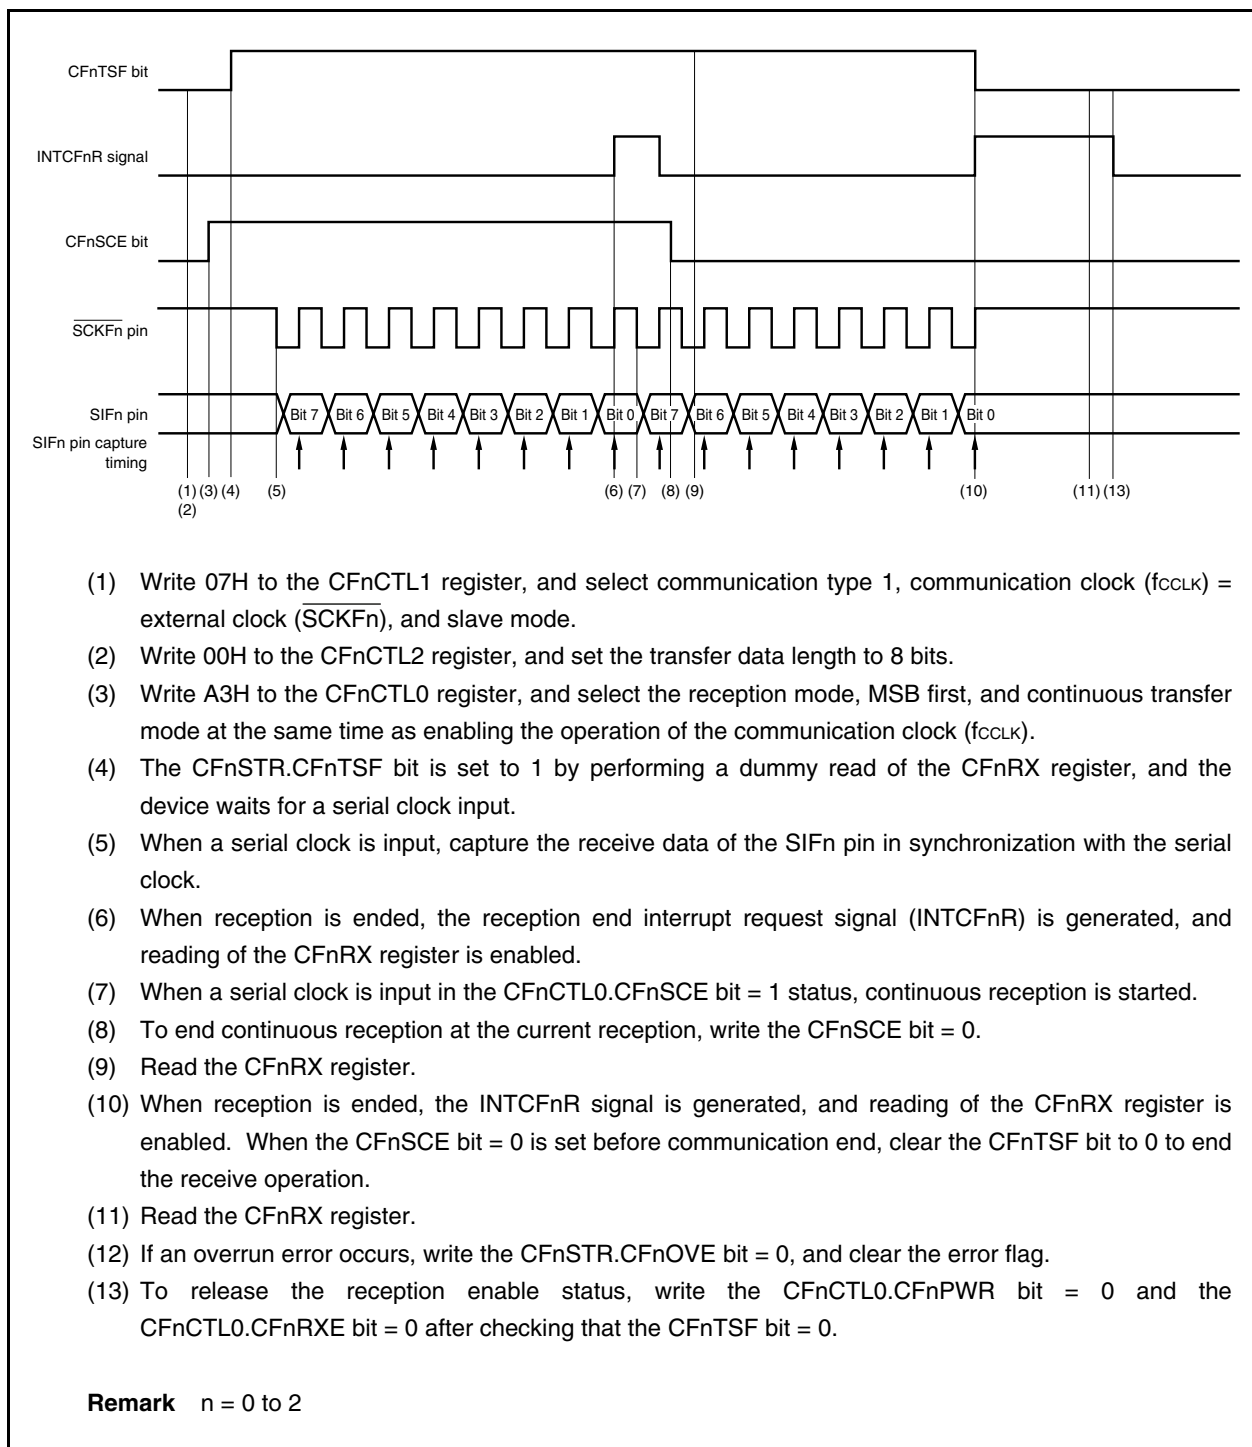 CFnTSF bit
INTCFnR signal
CFnSCE bit
SCKFn pin
SIFn pin
Bit 7 Bit 6 Bit 5 Bit 4 Bit 3 Bit 2 Bit 1 Bit 0 Bit 7 Bit 6 Bit 5 Bit 4 Bit 3 Bit 2 Bit 1 Bit 0
SIFn pin capture
timing
(1) (3) (4) (5) (6) (7) (8) (9) (10) (11) (13)
(2)
(1) Write 07H to the CFnCTL1 register, and select communication type 1, communication clock (fCCLK) =
external clock (SCKFn), and slave mode.
(2) Write 00H to the CFnCTL2 register, and set the transfer data length to 8 bits.
(3) Write A3H to the CFnCTL0 register, and select the reception mode, MSB first, and continuous transfer
mode at the same time as enabling the operation of the communication clock (fCCLK).
(4) The CFnSTR.CFnTSF bit is set to 1 by performing a dummy read of the CFnRX register, and the
device waits for a serial clock input.
(5) When a serial clock is input, capture the receive data of the SIFn pin in synchronization with the serial
clock.
(6) When reception is ended, the reception end interrupt request signal (INTCFnR) is generated, and
reading of the CFnRX register is enabled.
(7) When a serial clock is input in the CFnCTL0.CFnSCE bit = 1 status, continuous reception is started.
(8) To end continuous reception at the current reception, write the CFnSCE bit = 0.
(9) Read the CFnRX register.
(10) When reception is ended, the INTCFnR signal is generated, and reading of the CFnRX register is
enabled. When the CFnSCE bit = 0 is set before communication end, clear the CFnTSF bit to 0 to end
the receive operation.
(11) Read the CFnRX register.
(12) If an overrun error occurs, write the CFnSTR.CFnOVE bit = 0, and clear the error flag.
(13) To release the reception enable status, write the CFnCTL0.CFnPWR bit = 0 and the
CFnCTL0.CFnRXE bit = 0 after checking that the CFnTSF bit = 0.
Remark n = 0 to 2